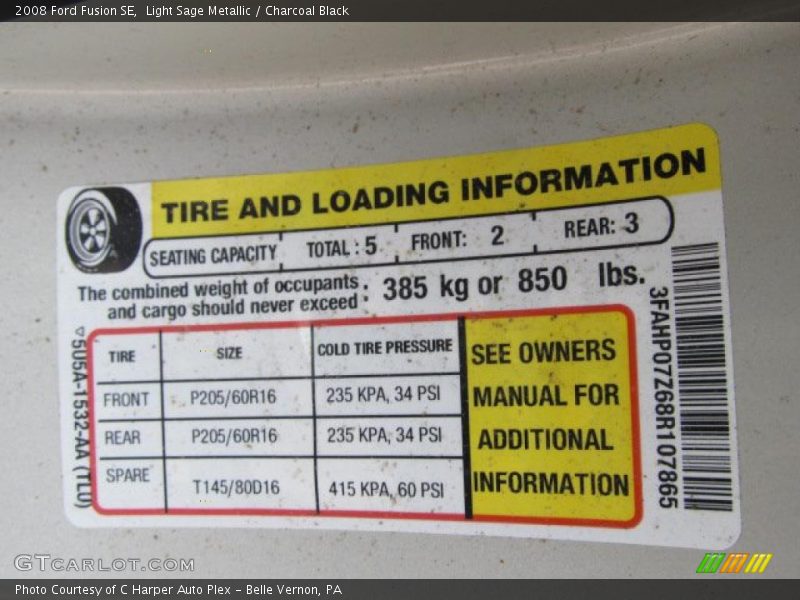 2008 Ford Fusion SE, Light Sage Metallic / Charcoal Black
TIRE AND LOADING INFORMATION
SEATING CAPACITY TOTAL : 5 FRONT: 2 REAR: 3
The combined weight of occupants
and cargo should never exceed : 385 kg or 850 lbs.
TIRE SIZE COLD TIRE PRESSURE
FRONT P205/60R16 235 KPA, 34 PSI
REAR P205/60R16 235 KPA, 34 PSI
SPARE T145/80D16 415 KPA, 60 PSI
SEE OWNERS
MANUAL FOR
ADDITIONAL
INFORMATION
5U5A-1532-AA (TL0)
3FAHP07Z68R107865
GTCARLOT.COM
Photo Courtesy of C Harper Auto Plex - Belle Vernon, PA